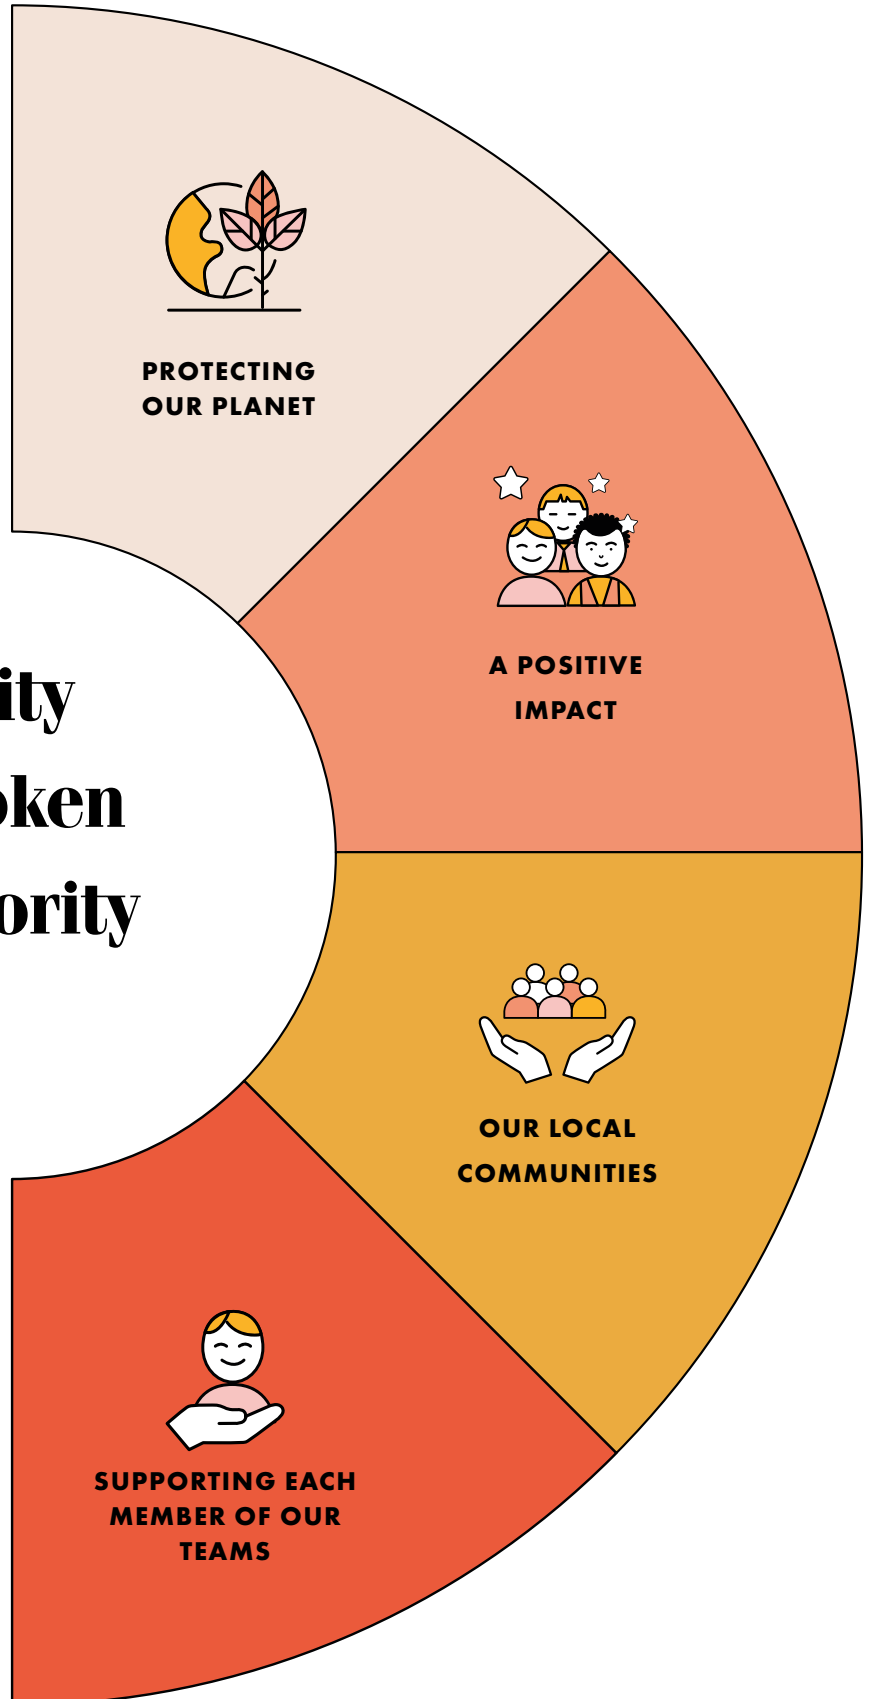 PROTECTING
OUR PLANET
A POSITIVE
IMPACT
ity
oken
ority
OUR LOCAL
COMMUNITIES
SUPPORTING EACH
MEMBER OF OUR
TEAMS